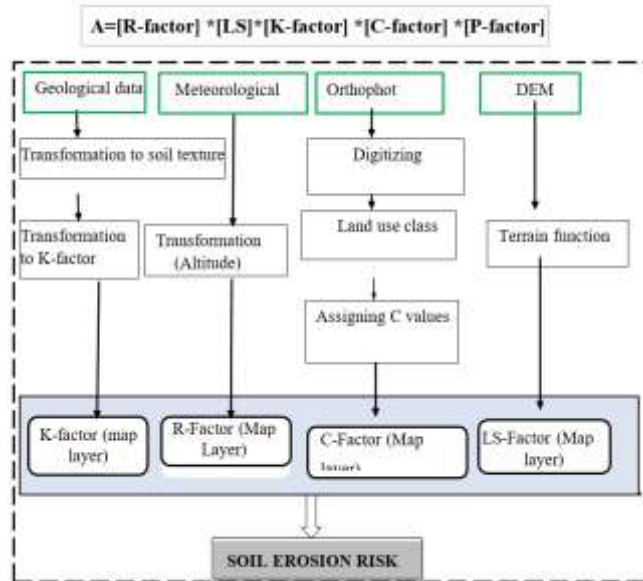 A=[R-factor] *[LS]*[K-factor] *[C-factor] *[P-factor]
Geological data
Meteorological
Orthophot
DEM
Transformation to soil texture
Digitizing
Transformation
to K-factor
Transformation
(Altitude)
Land use class
Terrain function
Assigning C values
K-factor (map
layer)
R-Factor (Map
Layer)
C-Factor (Map
LS-Factor (Map
layer)
SOIL EROSION RISK